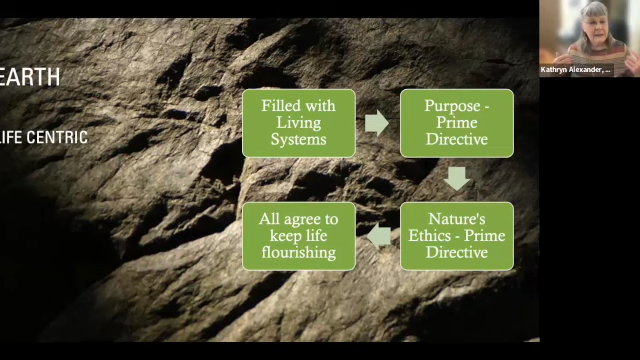 EARTH
LIFE CENTRIC
Filled with
Living
Systems
Purpose -
Prime
Directive
Nature's
Ethics - Prime
Directive
All agree to
keep life
flourishing
Kathryn Alexander, ...